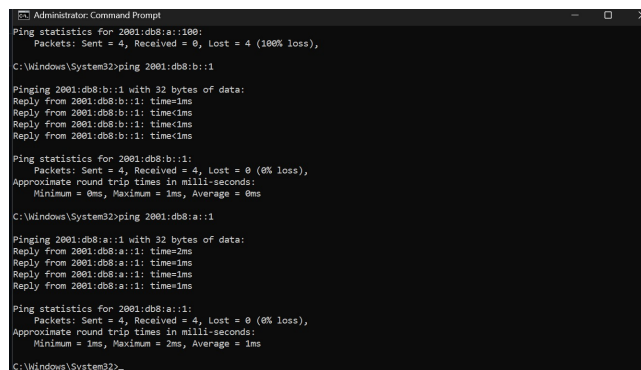 Administrator: Command Prompt
Ping statistics for 2001:db8:a::100:
Packets: Sent = 4, Received = 0, Lost = 4 (100% loss),
C:\Windows\System32>ping 2001:db8:b::1
Pinging 2001:db8:b::1 with 32 bytes of data:
Reply from 2001:db8:b::1: time=1ms
Reply from 2001:db8:b::1: time<1ms
Reply from 2001:db8:b::1: time<1ms
Reply from 2001:db8:b::1: time<1ms
Ping statistics for 2001:db8:b::1:
Packets: Sent = 4, Received = 4, Lost = 0 (0% loss),
Approximate round trip times in milli-seconds:
Minimum = 0ms, Maximum = 1ms, Average = 0ms
C:\Windows\System32>ping 2001:db8:a::1
Pinging 2001:db8:a::1 with 32 bytes of data:
Reply from 2001:db8:a::1: time=2ms
Reply from 2001:db8:a::1: time=1ms
Reply from 2001:db8:a::1: time=1ms
Reply from 2001:db8:a::1: time=1ms
Ping statistics for 2001:db8:a::1:
Packets: Sent = 4, Received = 4, Lost = 0 (0% loss),
Approximate round trip times in milli-seconds:
Minimum = 1ms, Maximum = 2ms, Average = 1ms
C:\Windows\System32>_